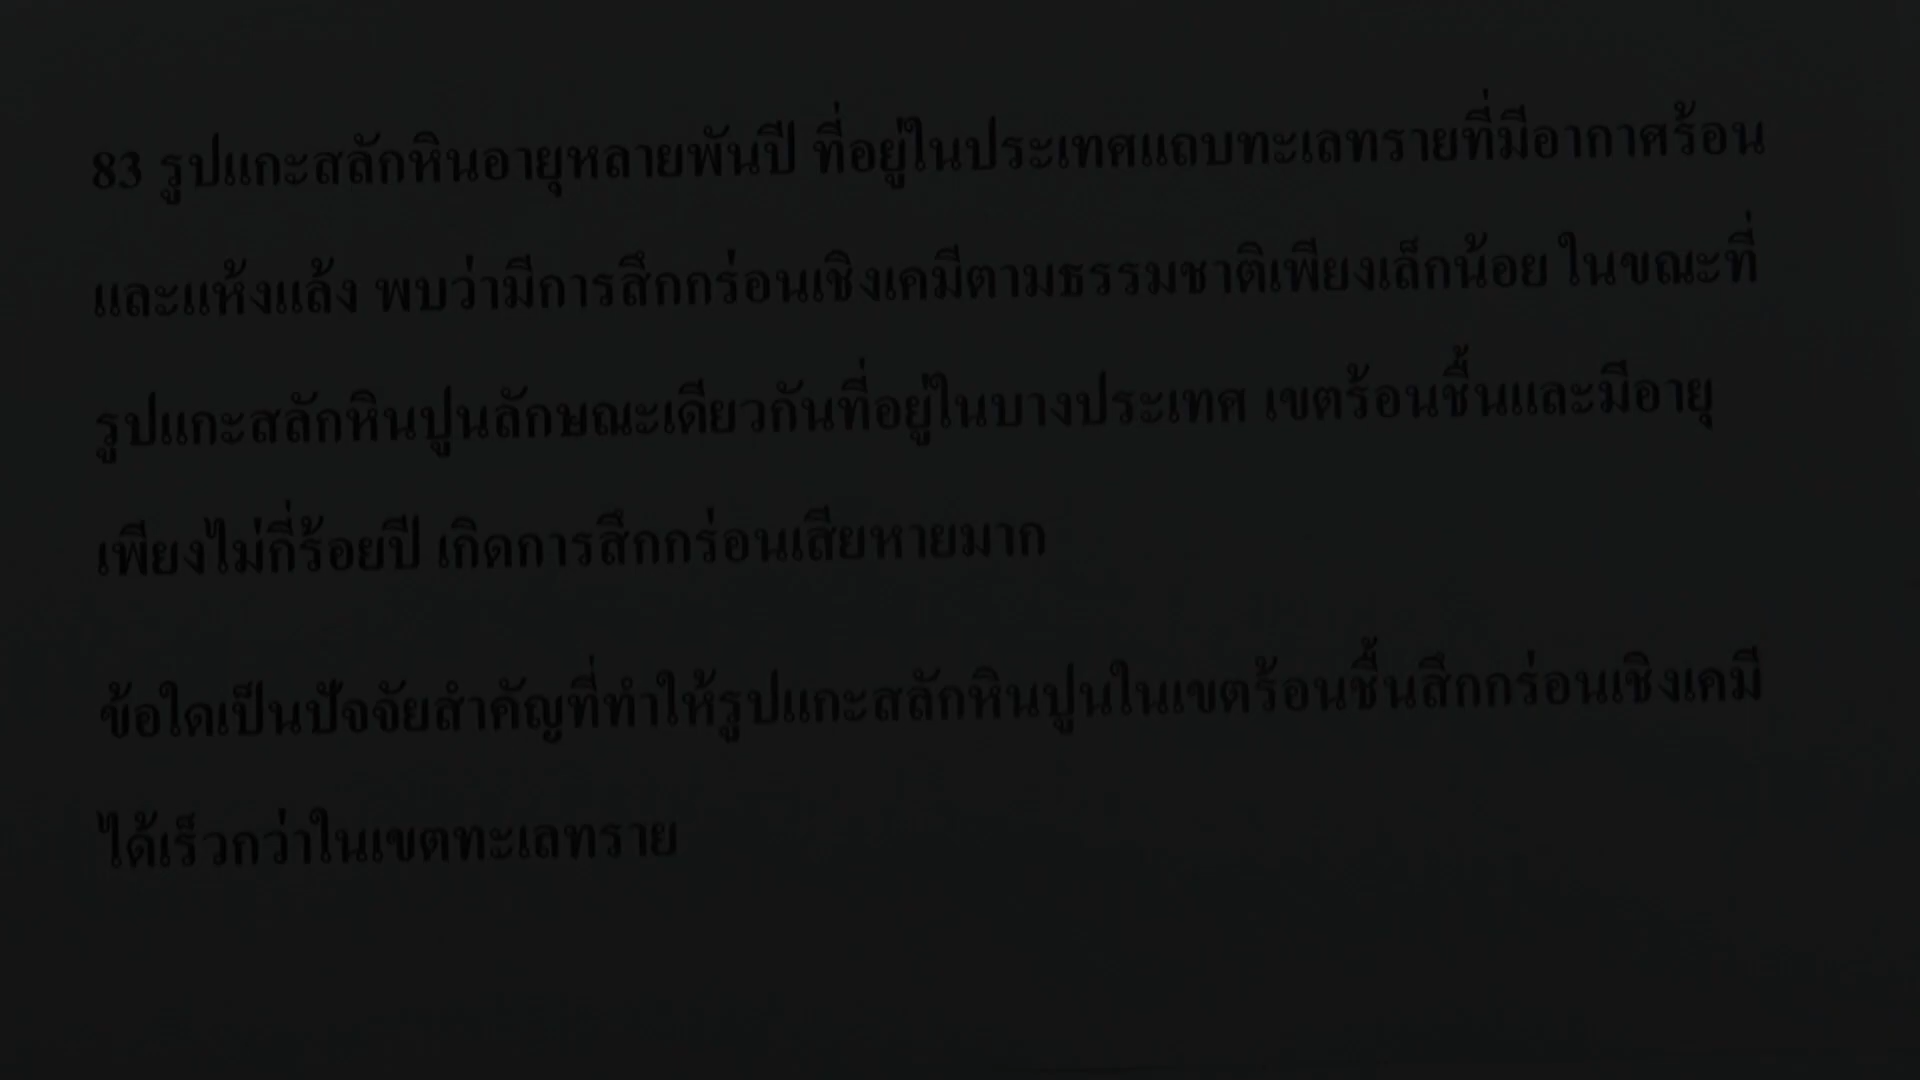 83 รูปแกะสลักหินอายุหลายพันปี ที่อยู่ในประเทศแถบทะเลทรายที่มีอากาศร้อน
และแห้งแล้ง พบว่ามีการสึกกร่อนเชิงเคมีตามธรรมชาติเพียงเล็กน้อย ในขณะที่
รูปแกะสลักหินปูนลักษณะเดียวกันที่อยู่ในบางประเทศ เขตร้อนชื้นและมีอายุ
เพียงไม่กี่ร้อยปี เกิดการสึกกร่อนเสียหายมาก
ข้อใดเป็นปัจจัยสำคัญที่ทำให้รูปแกะสลักหินปูนในเขตร้อนชื้นสึกกร่อนเชิงเคมี
ได้เร็วกว่าในเขตทะเลทราย